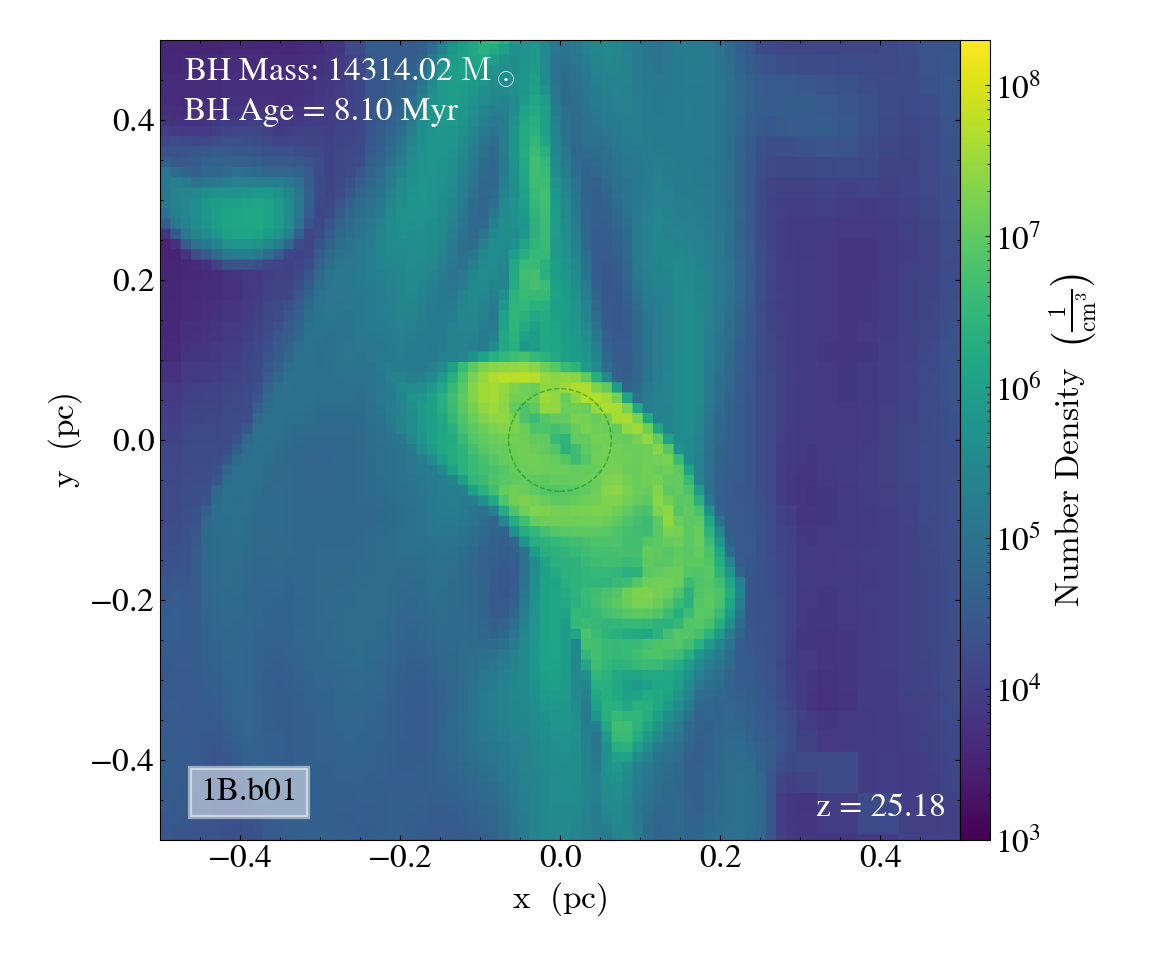 BH Mass: 14314.02 M⊙
BH Age = 8.10 Myr
0.4
0.2
0.0
−0.2
−0.4
y (pc)
1B.b01
z = 25.18
−0.4 −0.2 0.0 0.2 0.4
x (pc)
10⁸
10⁷
10⁶
10⁵
10⁴
10³
Number Density (1/cm³)